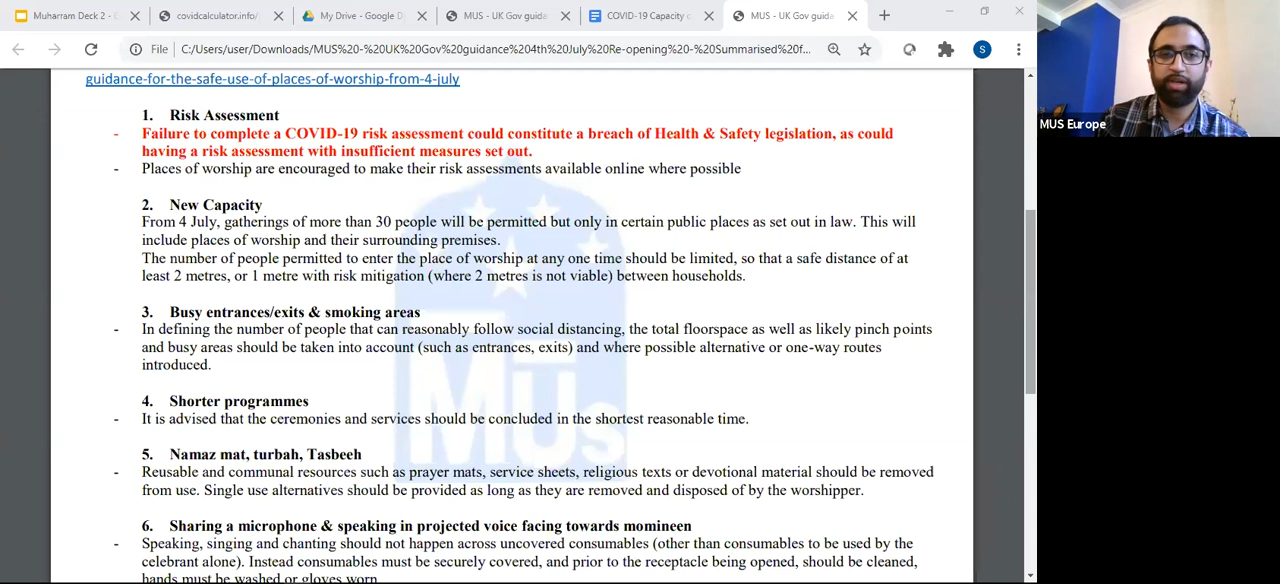 Muharram Deck 2 -
covidcalculator.info/
My Drive - Google D
MUS - UK Gov guida
COVID-19 Capacity c
MUS - UK Gov guida
File
C:/Users/user/Downloads/MUS%20-%20UK%20Gov%20guidance%204th%20July%20Re-opening%20-%20Summarised%20f...
S
guidance-for-the-safe-use-of-places-of-worship-from-4-july
1. Risk Assessment
- Failure to complete a COVID-19 risk assessment could constitute a breach of Health & Safety legislation, as could
having a risk assessment with insufficient measures set out.
- Places of worship are encouraged to make their risk assessments available online where possible
2. New Capacity
From 4 July, gatherings of more than 30 people will be permitted but only in certain public places as set out in law. This will
include places of worship and their surrounding premises.
The number of people permitted to enter the place of worship at any one time should be limited, so that a safe distance of at
least 2 metres, or 1 metre with risk mitigation (where 2 metres is not viable) between households.
3. Busy entrances/exits & smoking areas
- In defining the number of people that can reasonably follow social distancing, the total floorspace as well as likely pinch points
and busy areas should be taken into account (such as entrances, exits) and where possible alternative or one-way routes
introduced.
4. Shorter programmes
- It is advised that the ceremonies and services should be concluded in the shortest reasonable time.
5. Namaz mat, turbah, Tasbeeh
- Reusable and communal resources such as prayer mats, service sheets, religious texts or devotional material should be removed
from use. Single use alternatives should be provided as long as they are removed and disposed of by the worshipper.
6. Sharing a microphone & speaking in projected voice facing towards momineen
- Speaking, singing and chanting should not happen across uncovered consumables (other than consumables to be used by the
celebrant alone). Instead consumables must be securely covered, and prior to the receptacle being opened, should be cleaned,
hands must be washed or gloves worn
MUs
MUS Europe